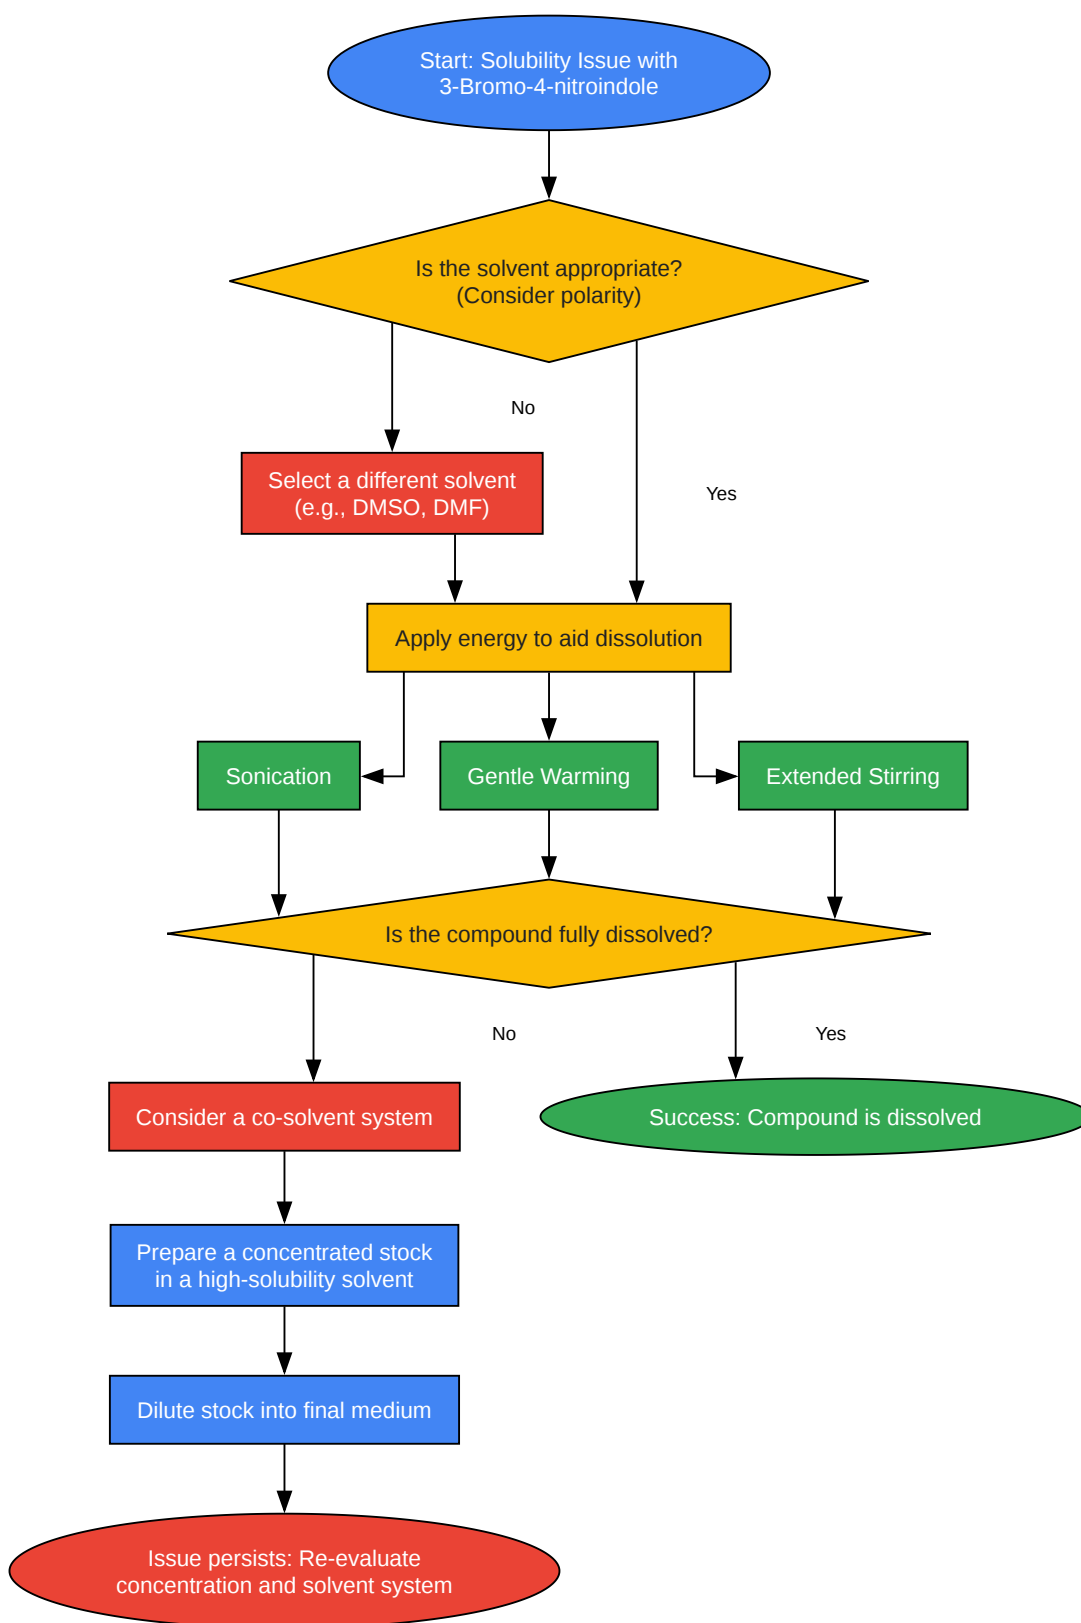 Start: Solubility Issue with
3-Bromo-4-nitroindole
Is the solvent appropriate?
(Consider polarity)
No
Select a different solvent
(e.g., DMSO, DMF)
Yes
Apply energy to aid dissolution
Sonication
Gentle Warming
Extended Stirring
Is the compound fully dissolved?
No
Yes
Consider a co-solvent system
Success: Compound is dissolved
Prepare a concentrated stock
in a high-solubility solvent
Dilute stock into final medium
Issue persists: Re-evaluate
concentration and solvent system